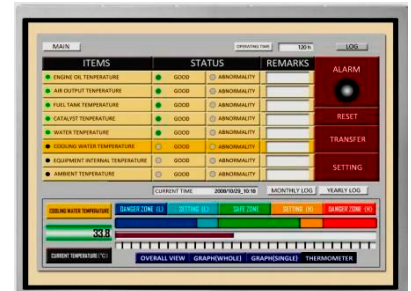 MAIN OPERATING TIME 120 h LOG
ITEMS STATUS REMARKS ALARM
ENGINE OIL TEMPERATURE GOOD ABNORMALITY
AIR OUTPUT TEMPERATURE GOOD ABNORMALITY
FUEL TANK TEMPERATURE GOOD ABNORMALITY
CATALYST TEMPERATURE GOOD ABNORMALITY RESET
WATER TEMPERATURE GOOD ABNORMALITY
COOLING WATER TEMPERATURE GOOD ABNORMALITY TRANSFER
EQUIPMENT INTERNAL TEMPERATURE GOOD ABNORMALITY
AMBIENT TEMPERATURE GOOD ABNORMALITY SETTING
CURRENT TIME 2008/10/29_10:18 MONTHLY LOG YEARLY LOG
COOLING WATER TEMPERATURE DANGER ZONE (L) SETTING (L) SAFE ZONE SETTING (H) DANGER ZONE (H)
33.8
CURRENT TEMPERATURE (°C) OVERALL VIEW GRAPH(WHOLE) GRAPH(SINGLE) THERMOMETER